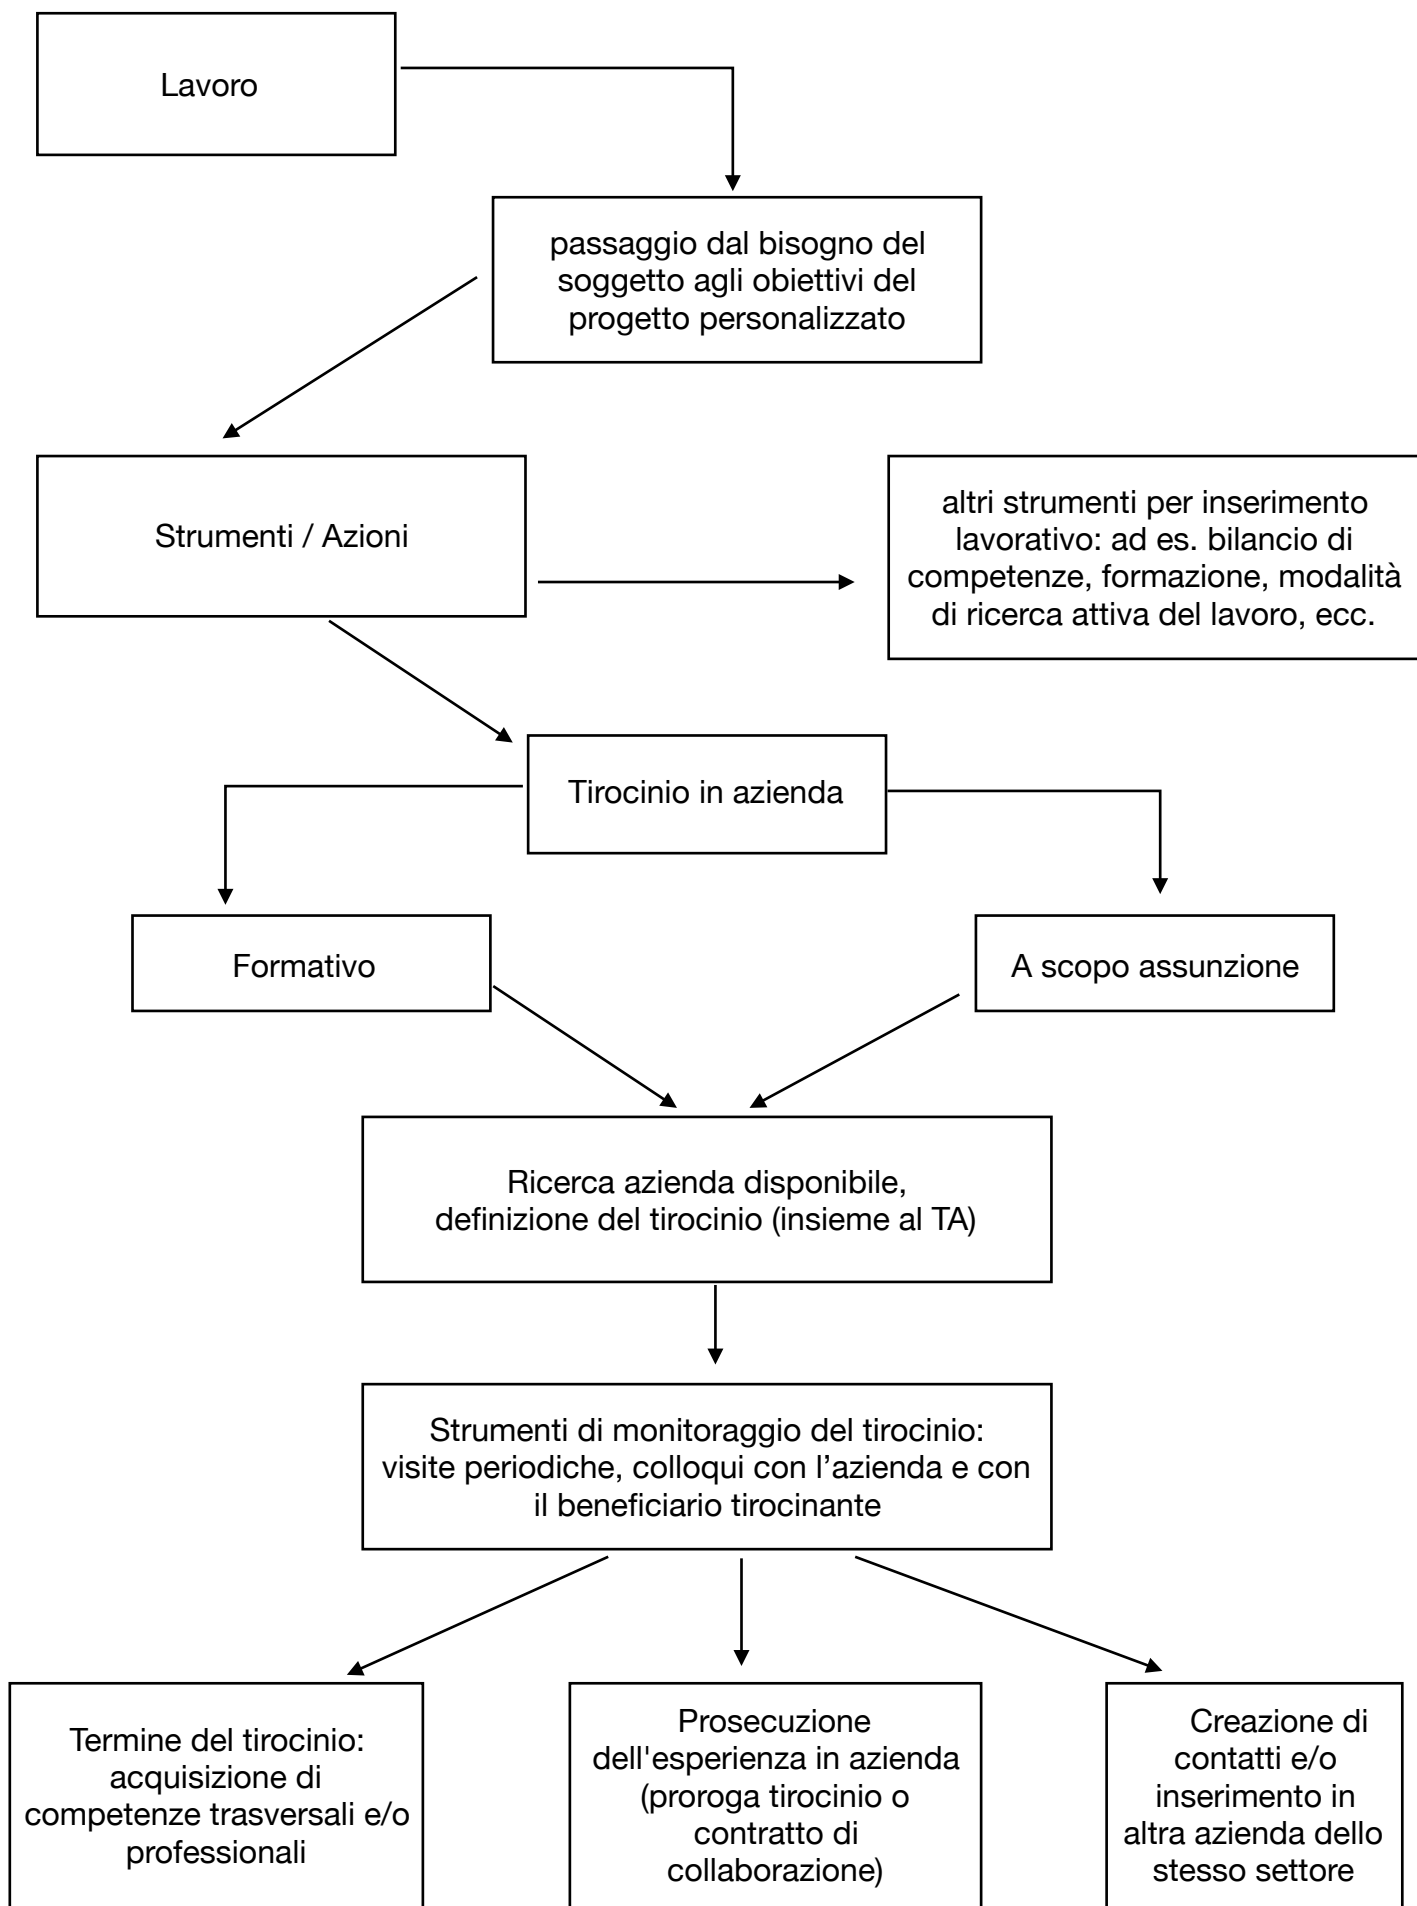 Lavoro
passaggio dal bisogno del
soggetto agli obiettivi del
progetto personalizzato
Strumenti / Azioni
altri strumenti per inserimento
lavorativo: ad es. bilancio di
competenze, formazione, modalità
di ricerca attiva del lavoro, ecc.
Tirocinio in azienda
Formativo
A scopo assunzione
Ricerca azienda disponibile,
definizione del tirocinio (insieme al TA)
Strumenti di monitoraggio del tirocinio:
visite periodiche, colloqui con l’azienda e con
il beneficiario tirocinante
Termine del tirocinio:
acquisizione di
competenze trasversali e/o
professionali
Prosecuzione
dell'esperienza in azienda
(proroga tirocinio o
contratto di
collaborazione)
Creazione di
contatti e/o
inserimento in
altra azienda dello
stesso settore